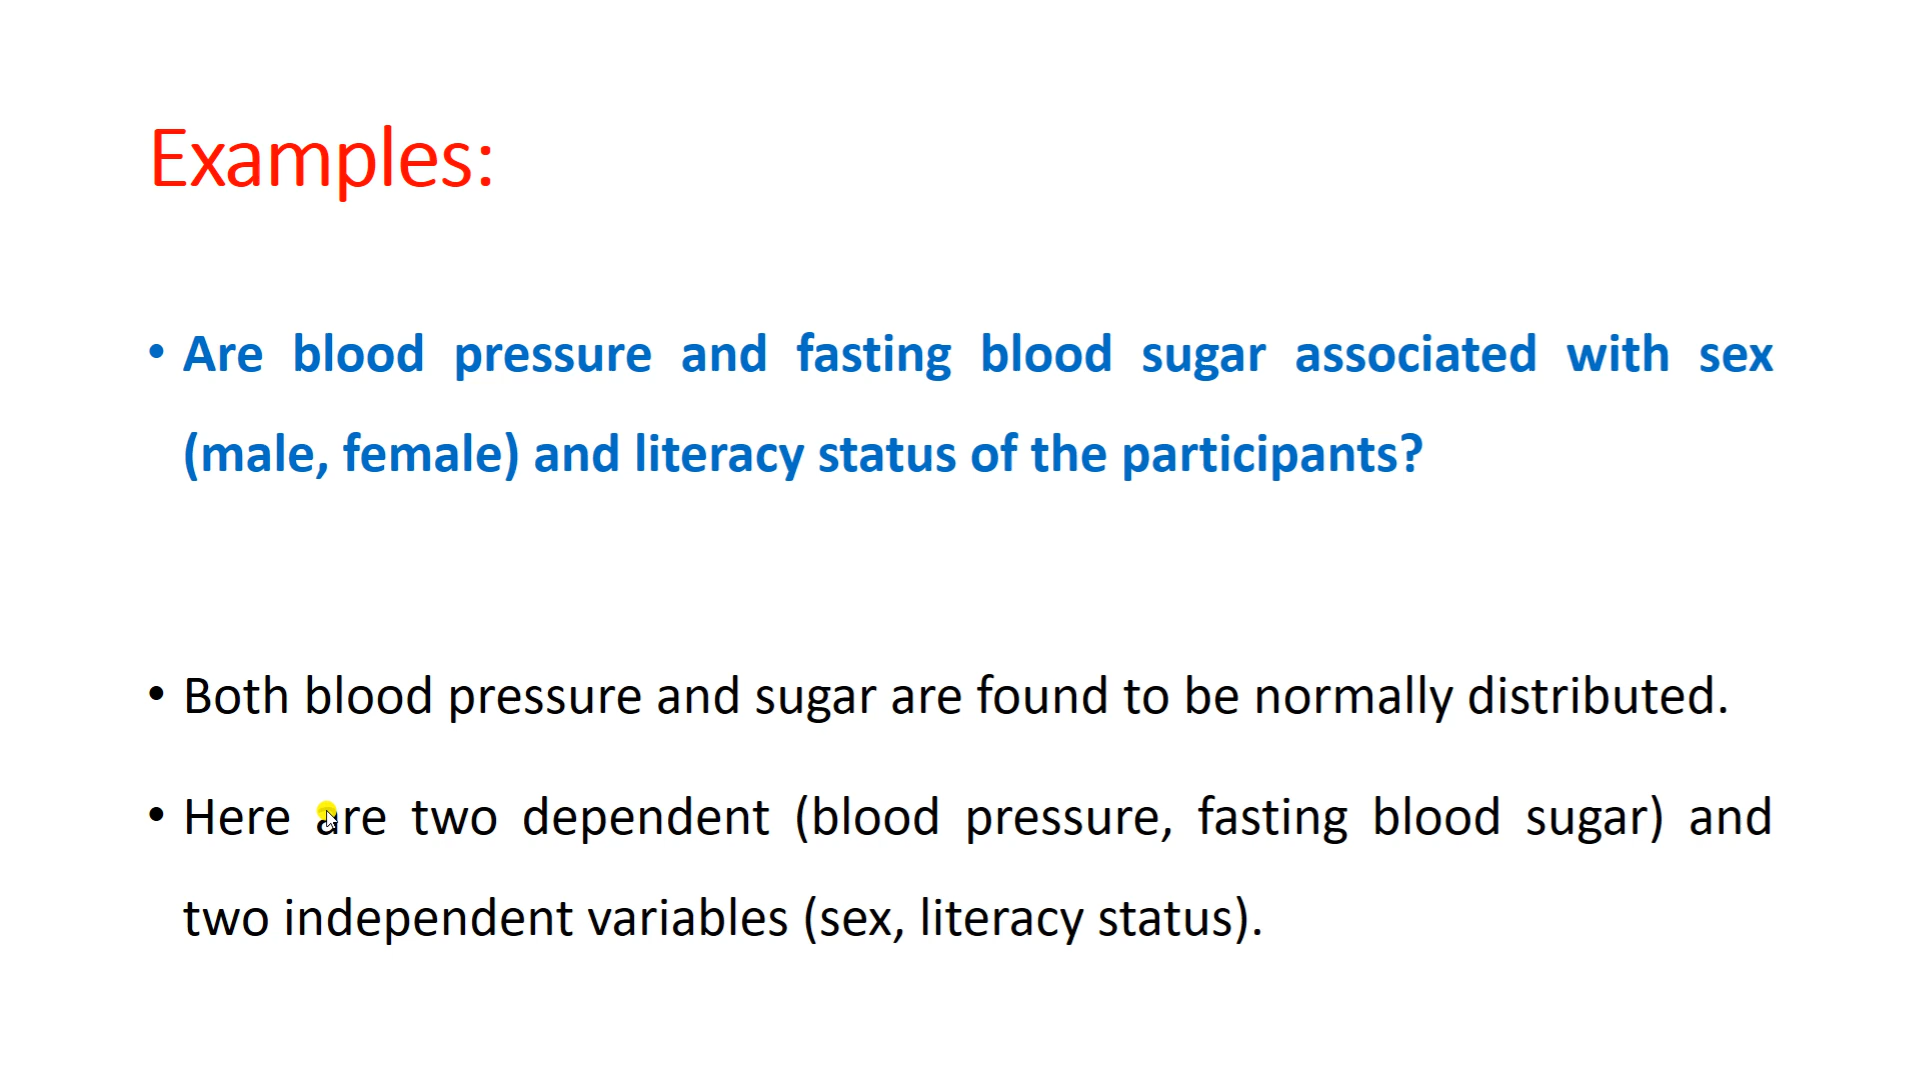 Examples:
• Are blood pressure and fasting blood sugar associated with sex
(male, female) and literacy status of the participants?
• Both blood pressure and sugar are found to be normally distributed.
• Here are two dependent (blood pressure, fasting blood sugar) and
two independent variables (sex, literacy status).